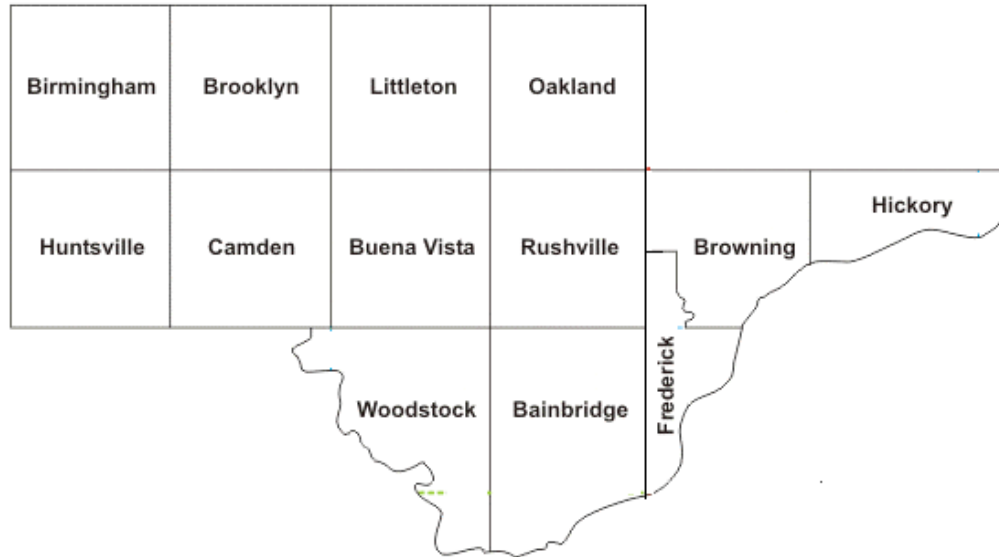 Birmingham
Brooklyn
Littleton
Oakland
Hickory
Huntsville
Camden
Buena Vista
Rushville
Browning
Frederick
Woodstock
Bainbridge